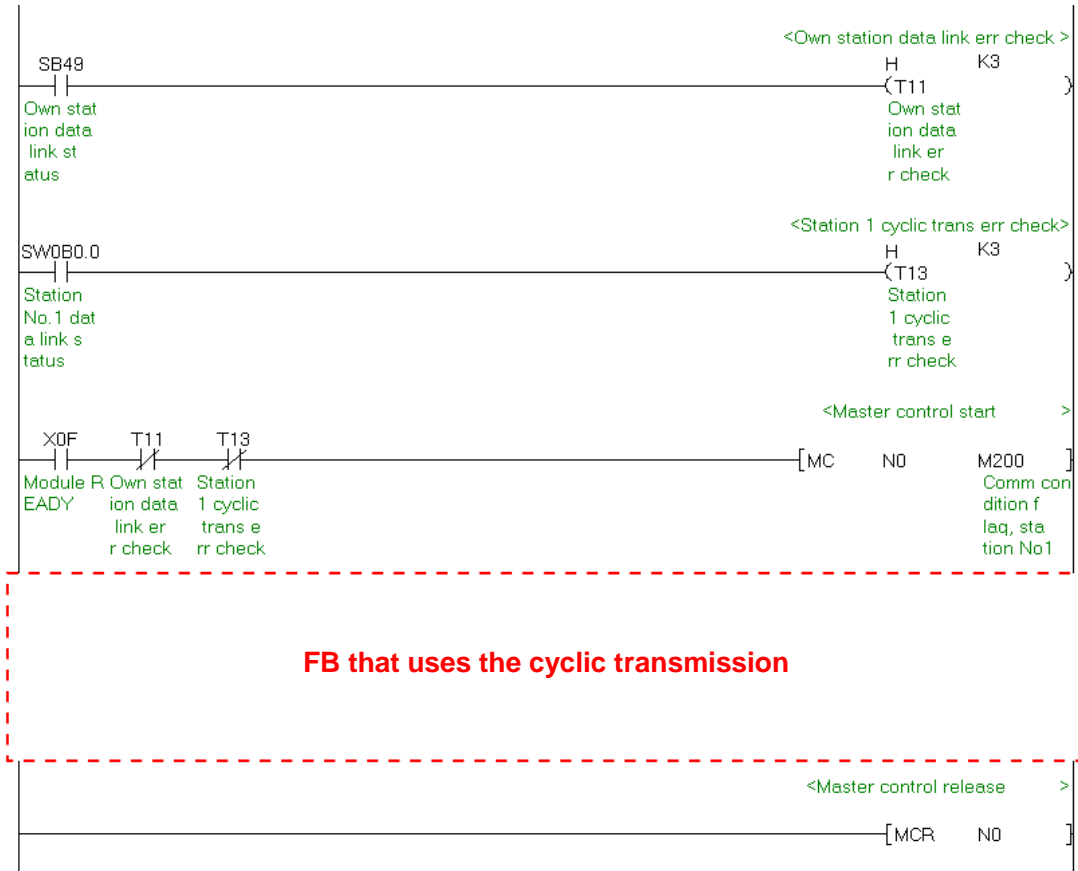 <Own station data link err check >
SB49 H K3
T11
Own stat Own stat
ion data ion data
link st link er
atus r check
<Station 1 cyclic trans err check>
SW0B0.0 H K3
T13
Station Station
No.1 dat 1 cyclic
a link s trans e
tatus rr check
<Master control start >
X0F T11 T13
MC N0 M200
Module R Own stat Station Comm con
EADY ion data 1 cyclic dition f
link er trans e laq, sta
r check rr check tion No1
FB that uses the cyclic transmission
<Master control release >
MCR N0